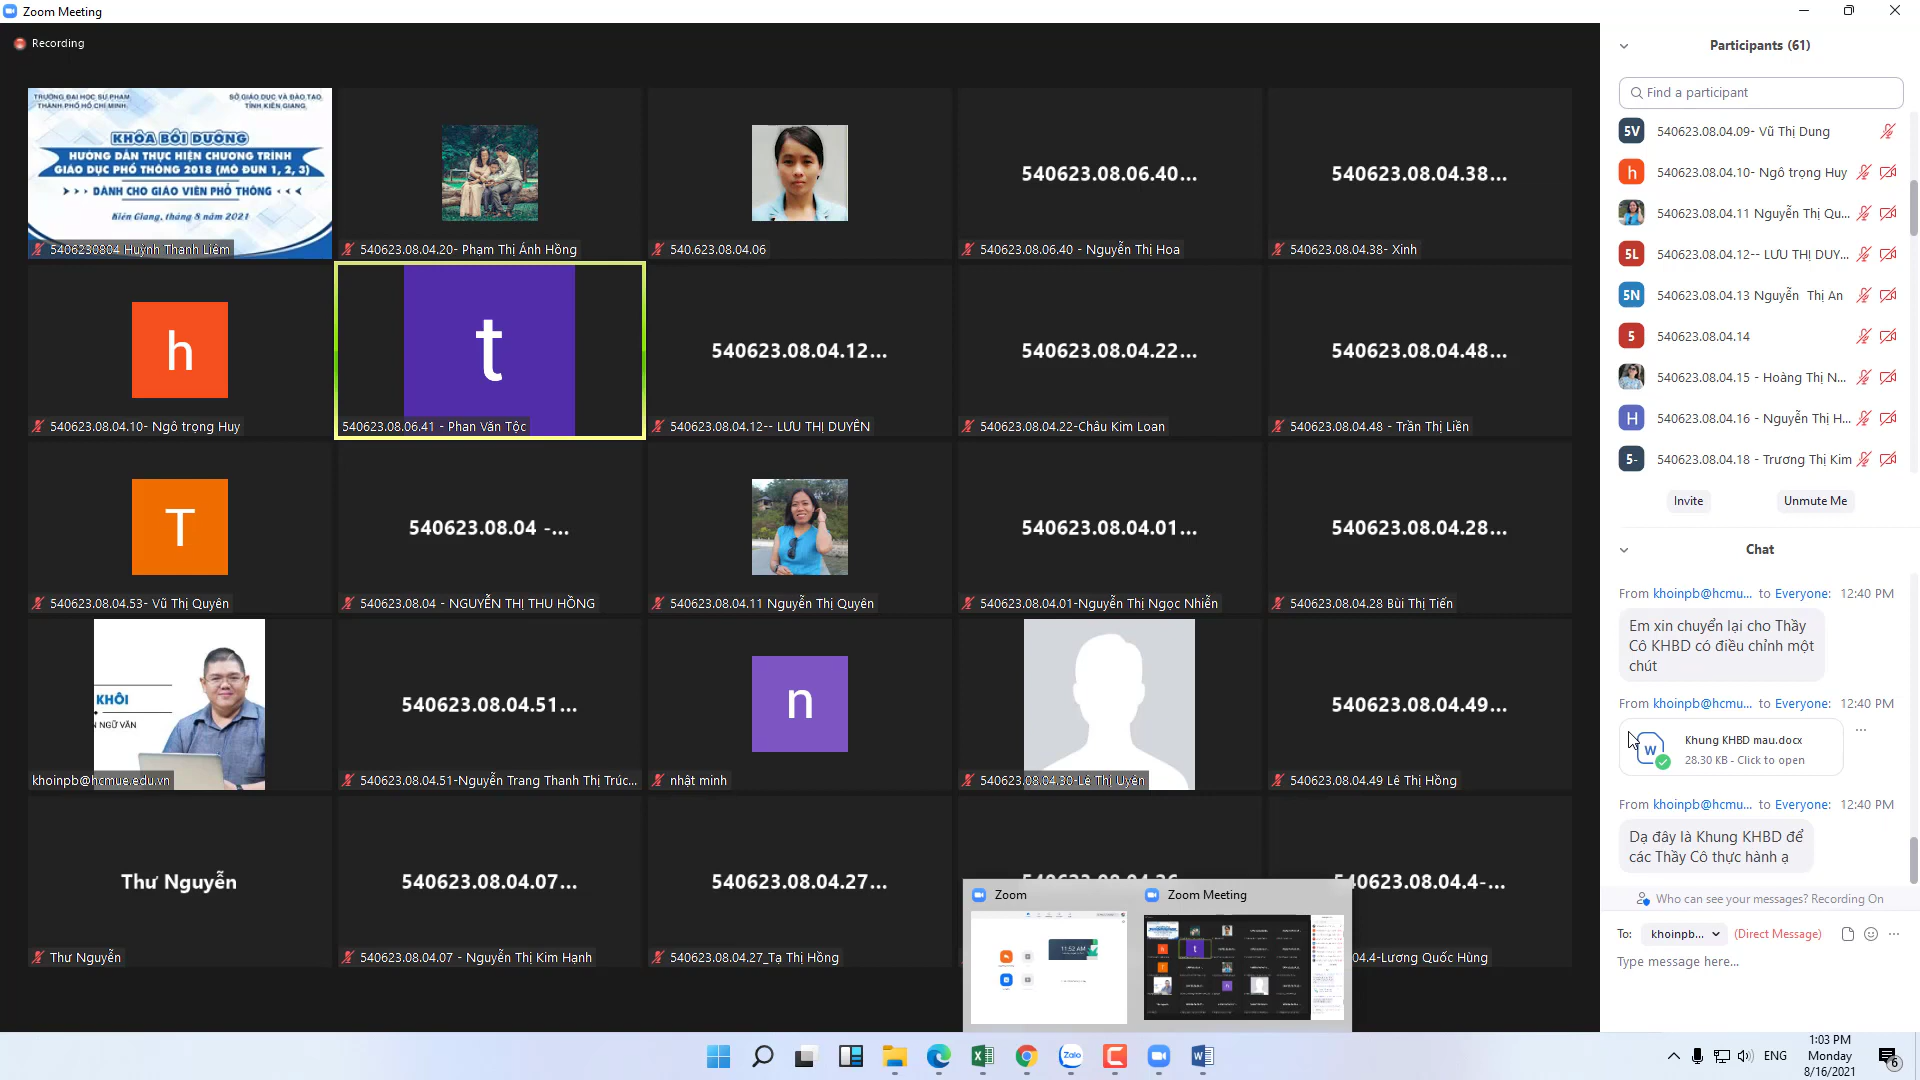 Zoom Meeting
Recording
TRƯỜNG ĐẠI HỌC SƯ PHẠM
THÀNH PHỐ HỒ CHÍ MINH
SỞ GIÁO DỤC VÀ ĐÀO TẠO
TỈNH KIÊN GIANG
KHÓA BỒI DƯỠNG
HƯỚNG DẪN THỰC HIỆN CHƯƠNG TRÌNH
GIÁO DỤC PHỔ THÔNG 2018 (MÔ ĐUN 1, 2, 3)
DÀNH CHO GIÁO VIÊN PHỔ THÔNG
Kiên Giang, tháng 8 năm 2021
5406230804 Huỳnh Thanh Liêm
540623.08.04.20- Phạm Thị Ánh Hồng
540.623.08.04.06
540623.08.06.40...
540623.08.06.40 - Nguyễn Thị Hoa
540623.08.04.38...
540623.08.04.38- Xinh
h
540623.08.04.10- Ngô trọng Huy
t
540623.08.06.41 - Phan Văn Tộc
540623.08.04.12...
540623.08.04.12-- LƯU THỊ DUYÊN
540623.08.04.22...
540623.08.04.22-Châu Kim Loan
540623.08.04.48...
540623.08.04.48 - Trần Thị Liền
T
540623.08.04.53- Vũ Thị Quyên
540623.08.04 -...
540623.08.04 - NGUYỄN THỊ THU HỒNG
540623.08.04.11 Nguyễn Thị Quyên
540623.08.04.01...
540623.08.04.01-Nguyễn Thị Ngọc Nhiễn
540623.08.04.28...
540623.08.04.28 Bùi Thị Tiến
KHÔI
NGỮ VĂN
khoinpb@hcmue.edu.vn
540623.08.04.51...
540623.08.04.51-Nguyễn Trang Thanh Thị Trúc...
n
nhật minh
540623.08.04.30-Lê Thị Uyên
540623.08.04.49...
540623.08.04.49 Lê Thị Hồng
Thư Nguyễn
Thư Nguyễn
540623.08.04.07...
540623.08.04.07 - Nguyễn Thị Kim Hạnh
540623.08.04.27...
540623.08.04.27_Tạ Thị Hồng
40623.08.04.4-...
04.4-Lương Quốc Hùng
Zoom
11:52 AM
Zoom Meeting
Participants (61)
Find a participant
5V 540623.08.04.09- Vũ Thị Dung
h 540623.08.04.10- Ngô trọng Huy
540623.08.04.11 Nguyễn Thị Qu...
5L 540623.08.04.12-- LƯU THỊ DUY...
5N 540623.08.04.13 Nguyễn Thị An
5 540623.08.04.14
540623.08.04.15 - Hoàng Thị N...
H 540623.08.04.16 - Nguyễn Thị H...
5- 540623.08.04.18 - Trương Thị Kim
Invite
Unmute Me
Chat
From khoinpb@hcmu... to Everyone: 12:40 PM
Em xin chuyển lại cho Thầy
Cô KHBD có điều chỉnh một
chút
From khoinpb@hcmu... to Everyone: 12:40 PM
W
Khung KHBD mau.docx
28.30 KB - Click to open
From khoinpb@hcmu... to Everyone: 12:40 PM
Dạ đây là Khung KHBD để
các Thầy Cô thực hành ạ
Who can see your messages? Recording On
To: khoinpb... (Direct Message)
Type message here...
Zalo
ENG
1:03 PM
Monday
8/16/2021
6